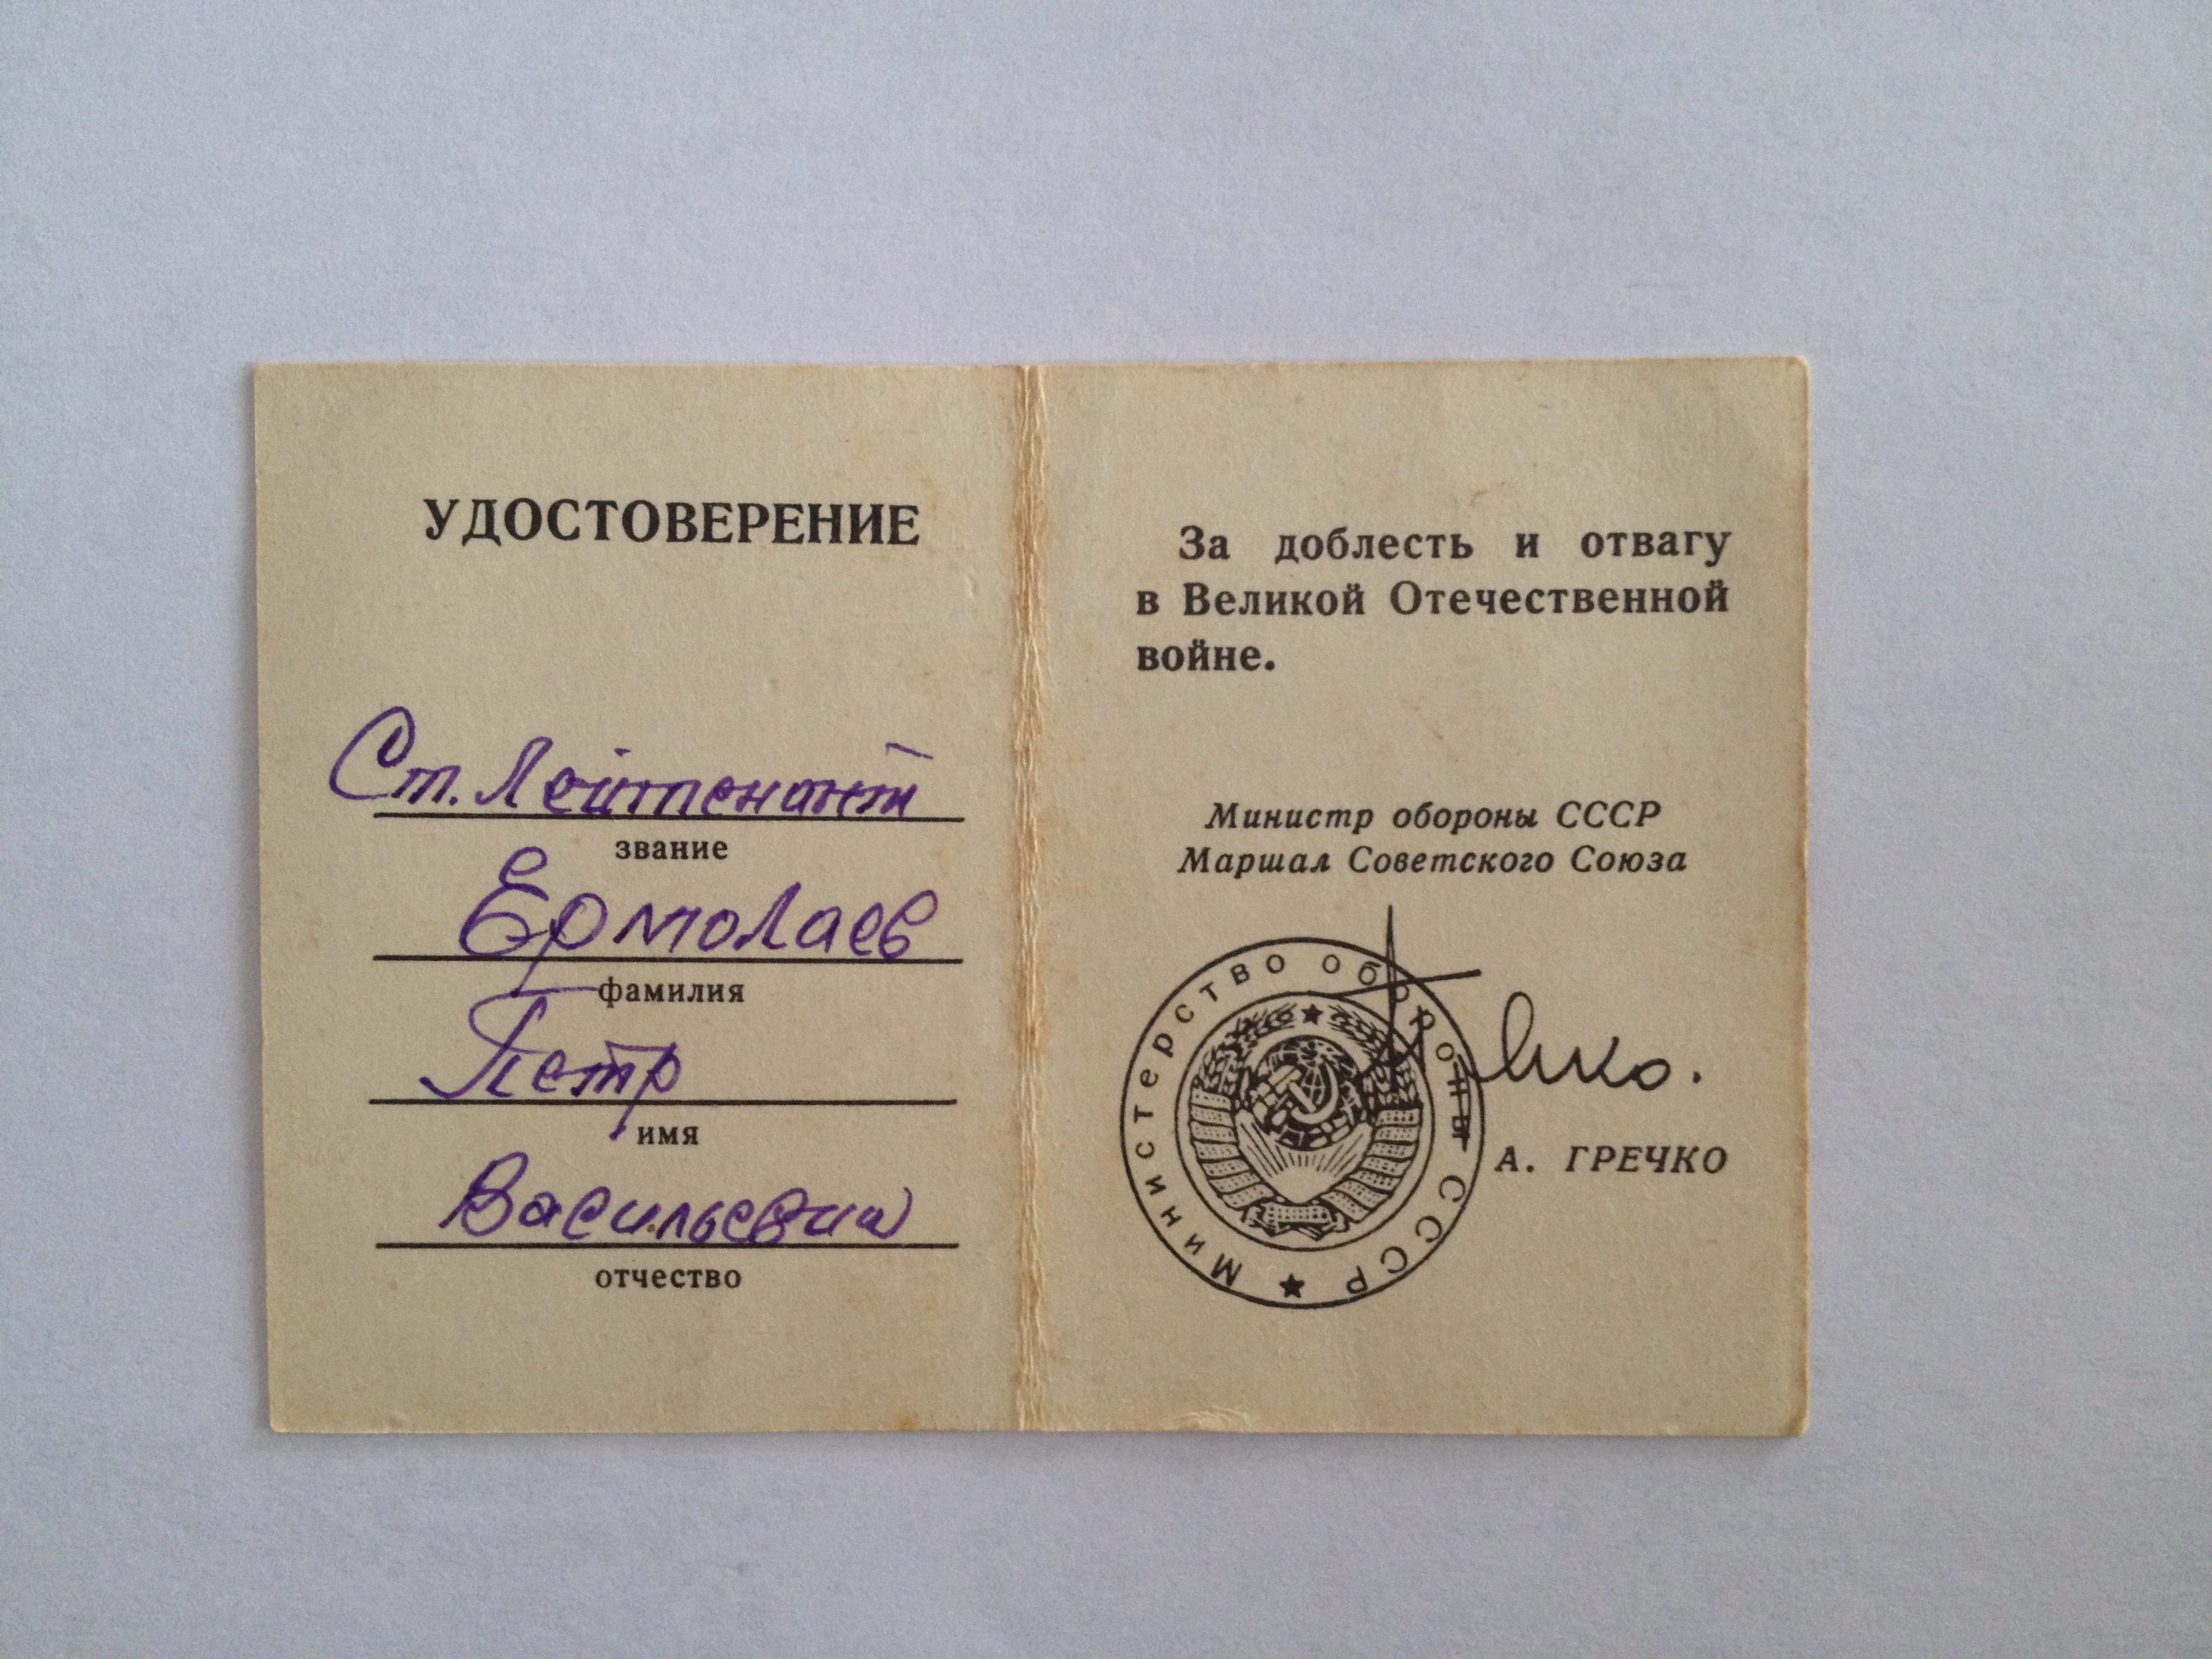 УДОСТОВЕРЕНИЕ
Ст. Лейтенант
звание
Ермолаев
фамилия
Петр
имя
Васильевич
отчество
За доблесть и отвагу
в Великой Отечественной
войне.
Министр обороны СССР
Маршал Советского Союза
Министерство обороны СССР
А. ГРЕЧКО